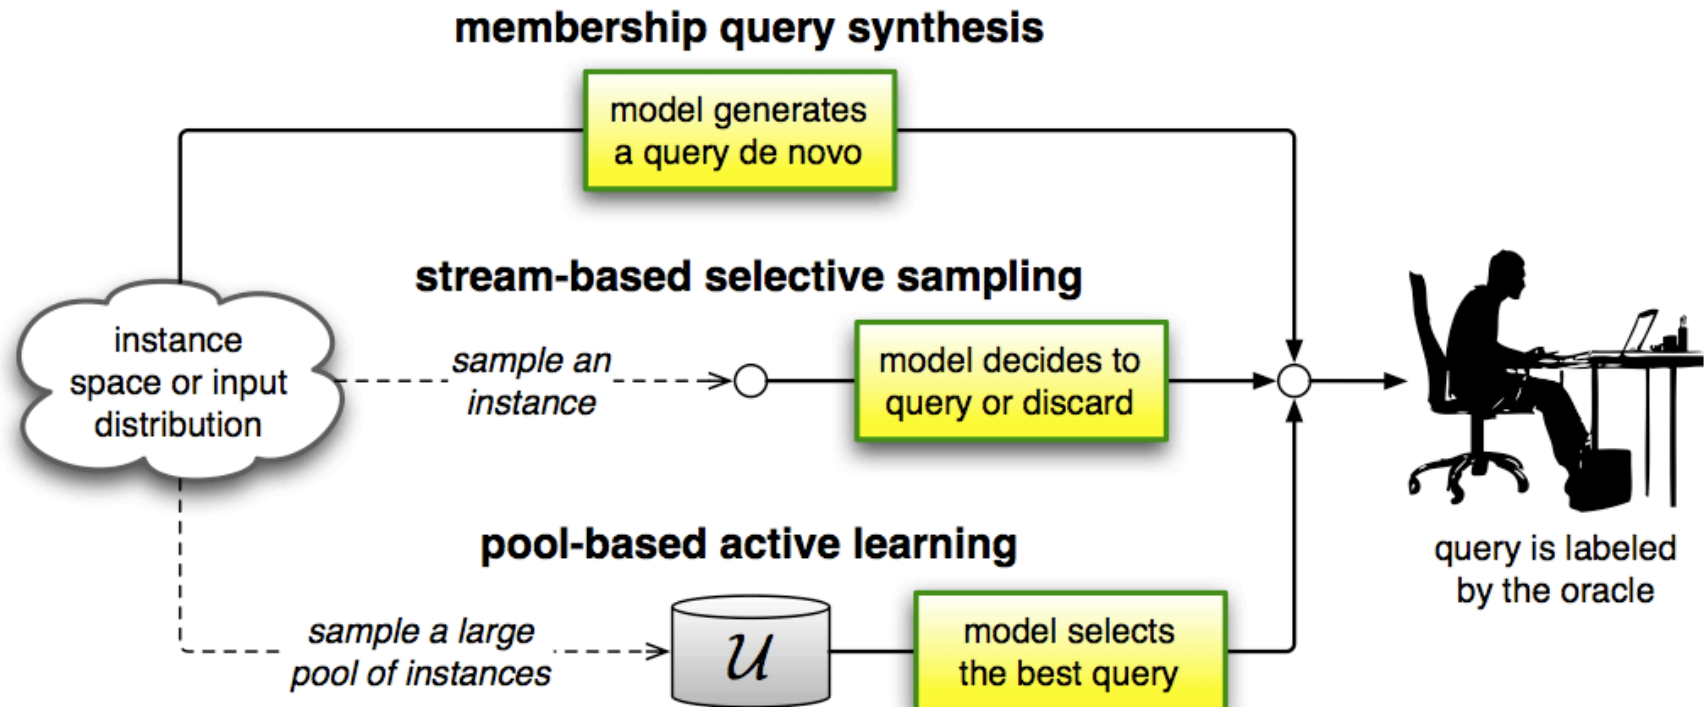 membership query synthesis
model generates
a query de novo
stream-based selective sampling
instance
space or input
distribution
sample an
instance
model decides to
query or discard
pool-based active learning
query is labeled
by the oracle
sample a large
pool of instances
U
model selects
the best query